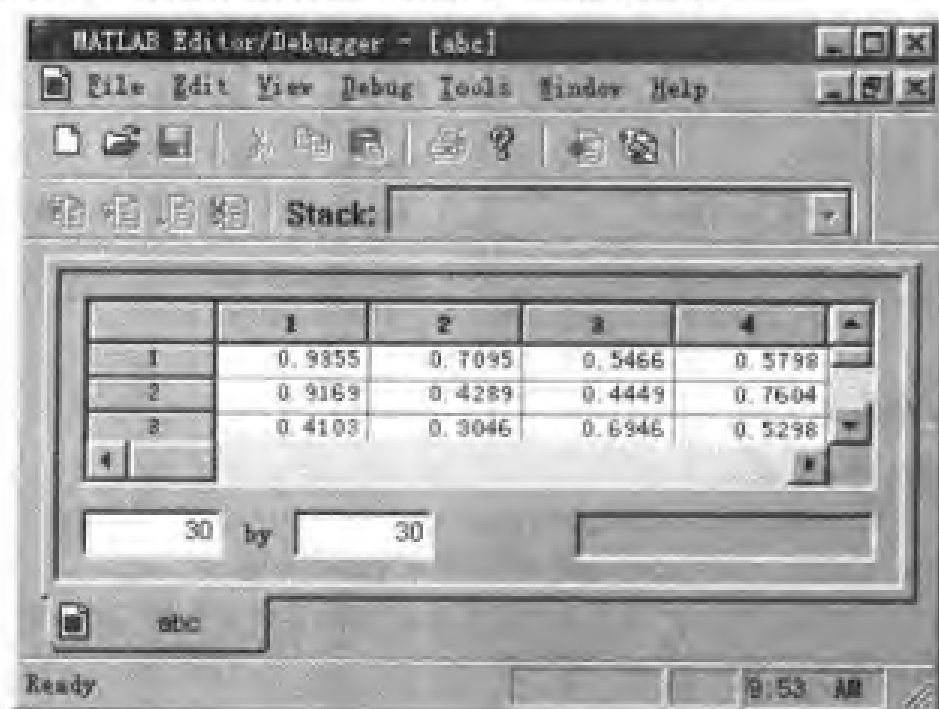 MATLAB Editor/Debugger - [abc]
File Edit View Debug Tools Window Help
Stack:
1 2 3 4
1 0.9355 0.7095 0.5466 0.5798
2 0.9169 0.4289 0.4449 0.7604
3 0.4103 0.3046 0.6946 0.5298
30 by 30
abc
Ready 9:53 AM